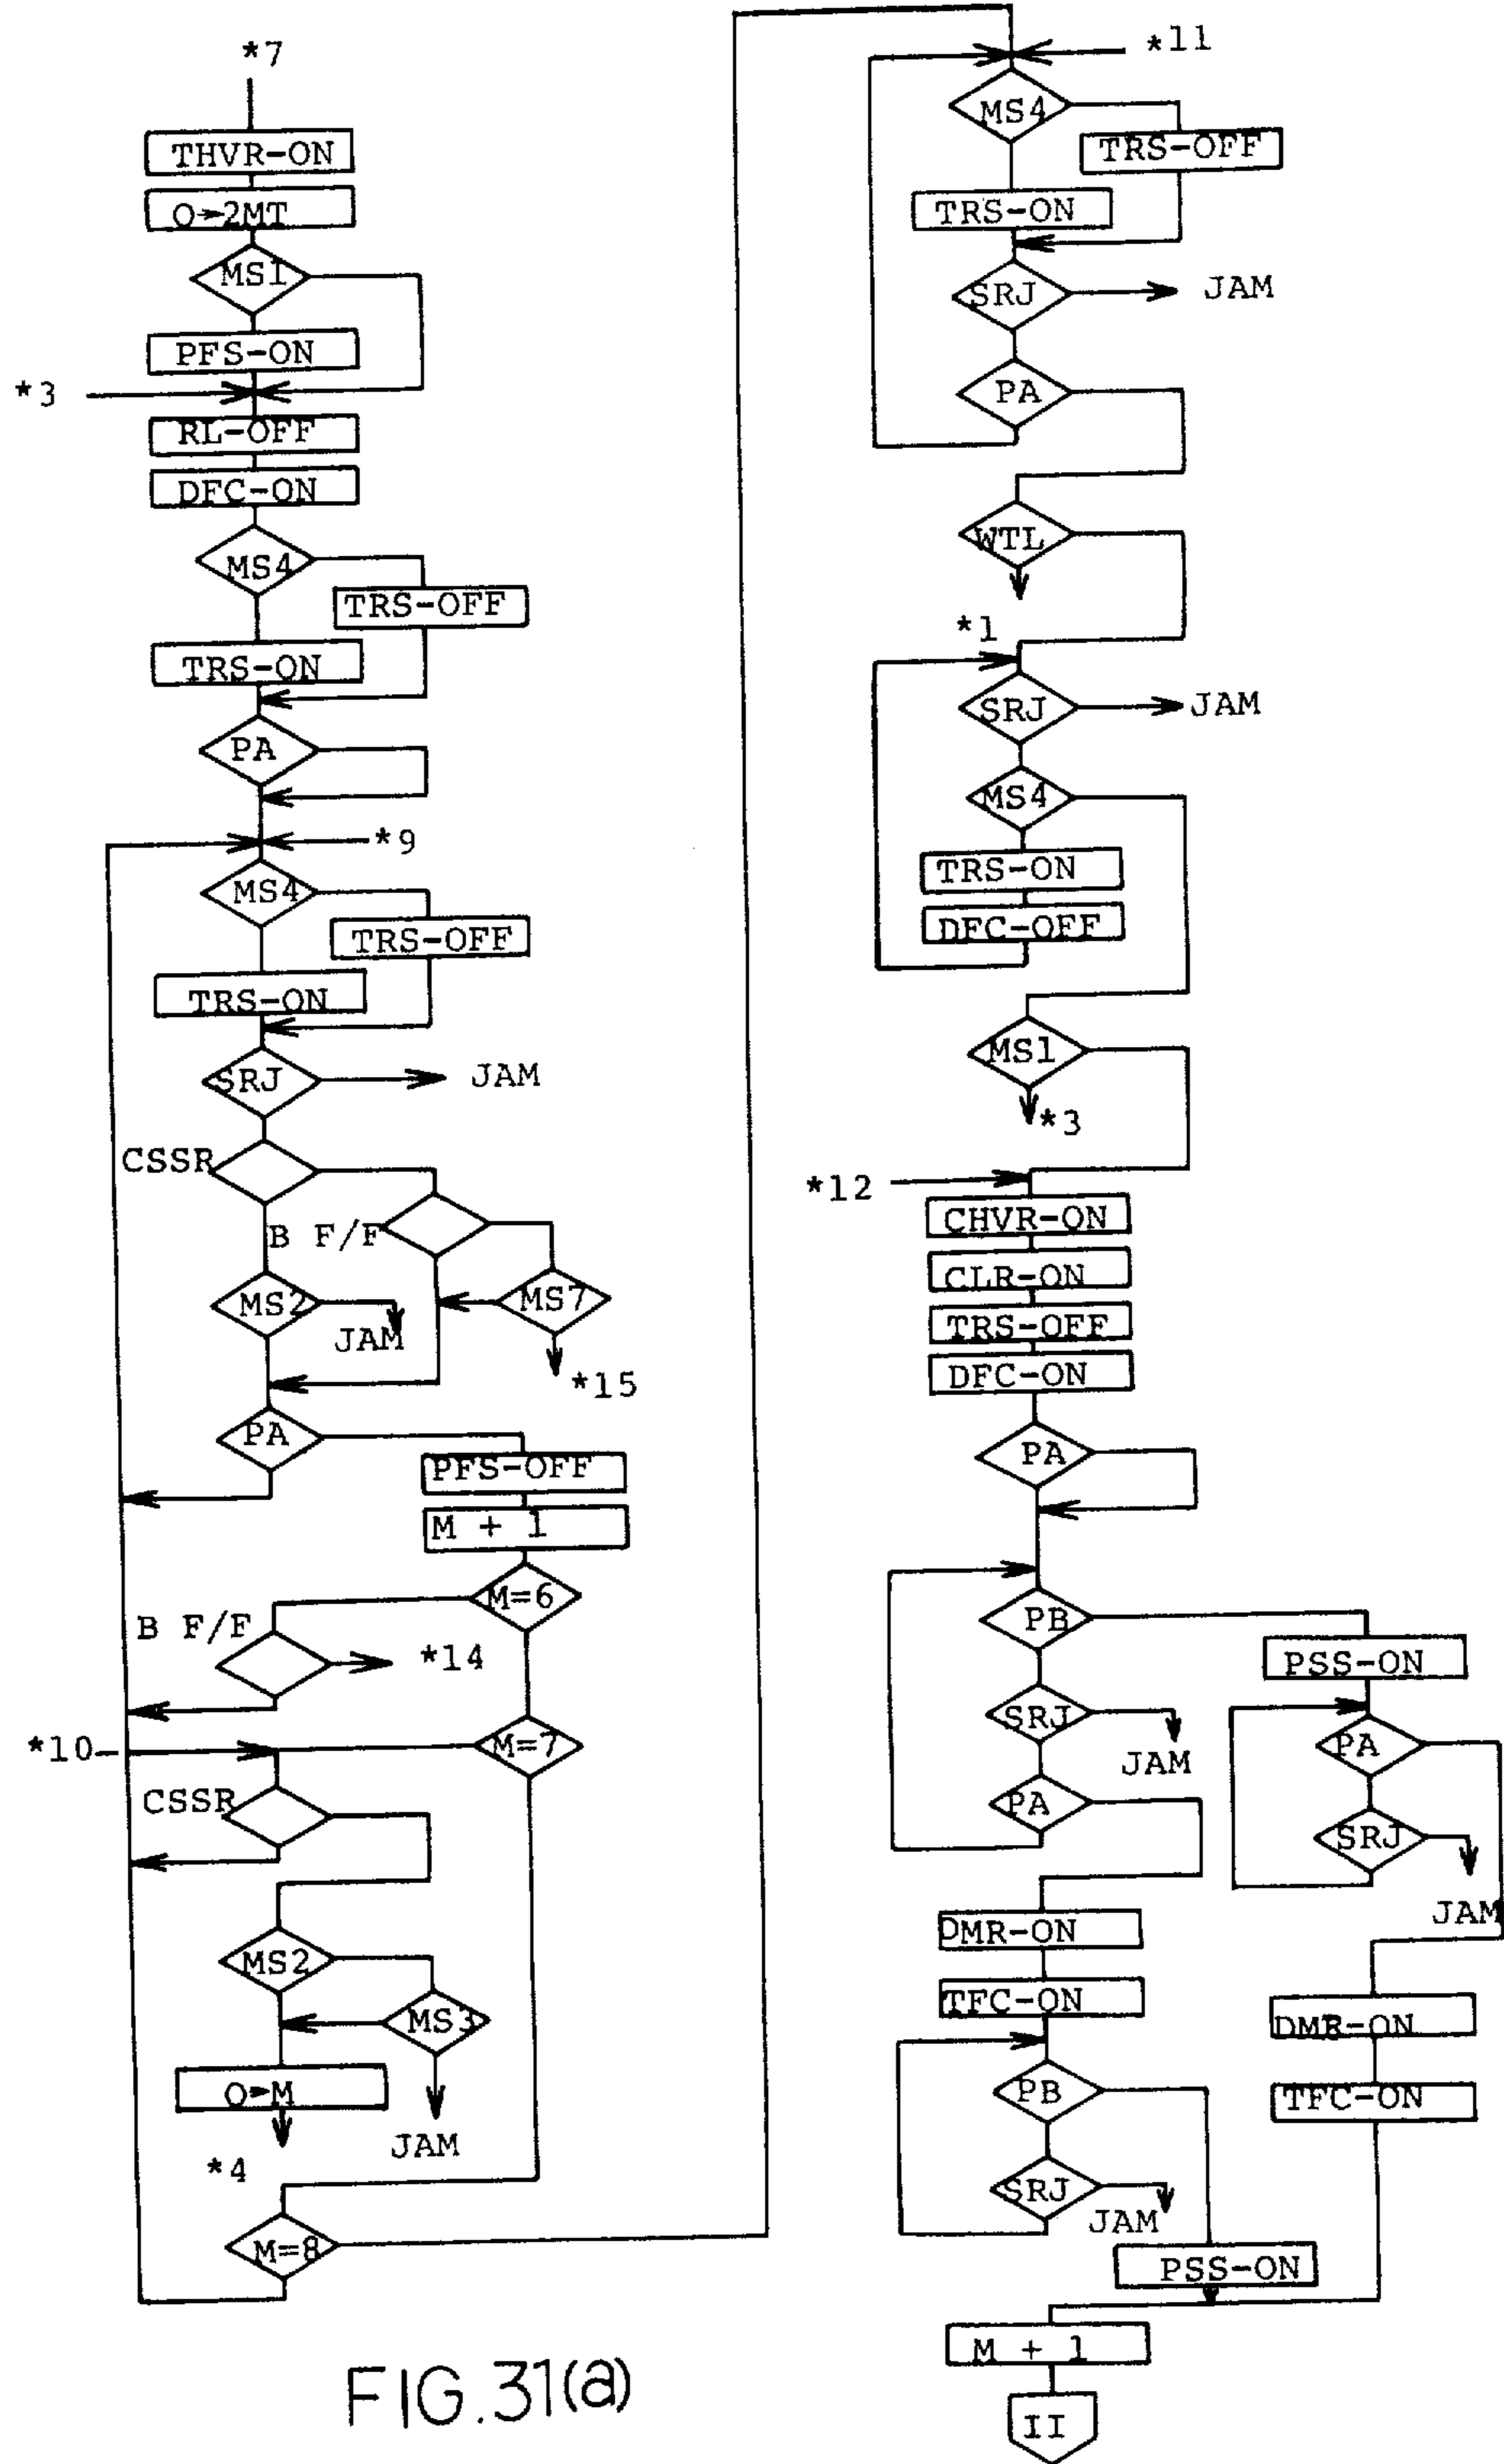 *7
THVR-ON
O→2MT
MS1
PFS-ON
*3
RL-OFF
DFC-ON
MS4
TRS-OFF
TRS-ON
PA
*9
MS4
TRS-OFF
TRS-ON
SRJ
JAM
CSSR
B F/F
MS2
JAM
MS7
*15
PA
PFS-OFF
M + 1
M=6
B F/F
*14
*10
M=7
CSSR
MS2
MS3
O→M
JAM
*4
M=8
*11
MS4
TRS-OFF
TRS-ON
SRJ
JAM
PA
WTL
*1
SRJ
JAM
MS4
TRS-ON
DFC-OFF
MS1
*3
*12
CHVR-ON
CLR-ON
TRS-OFF
DFC-ON
PA
PB
PSS-ON
SRJ
JAM
PA
PA
SRJ
JAM
DMR-ON
TFC-ON
DMR-ON
TFC-ON
PB
SRJ
JAM
PSS-ON
M + 1
II
FIG.31(a)